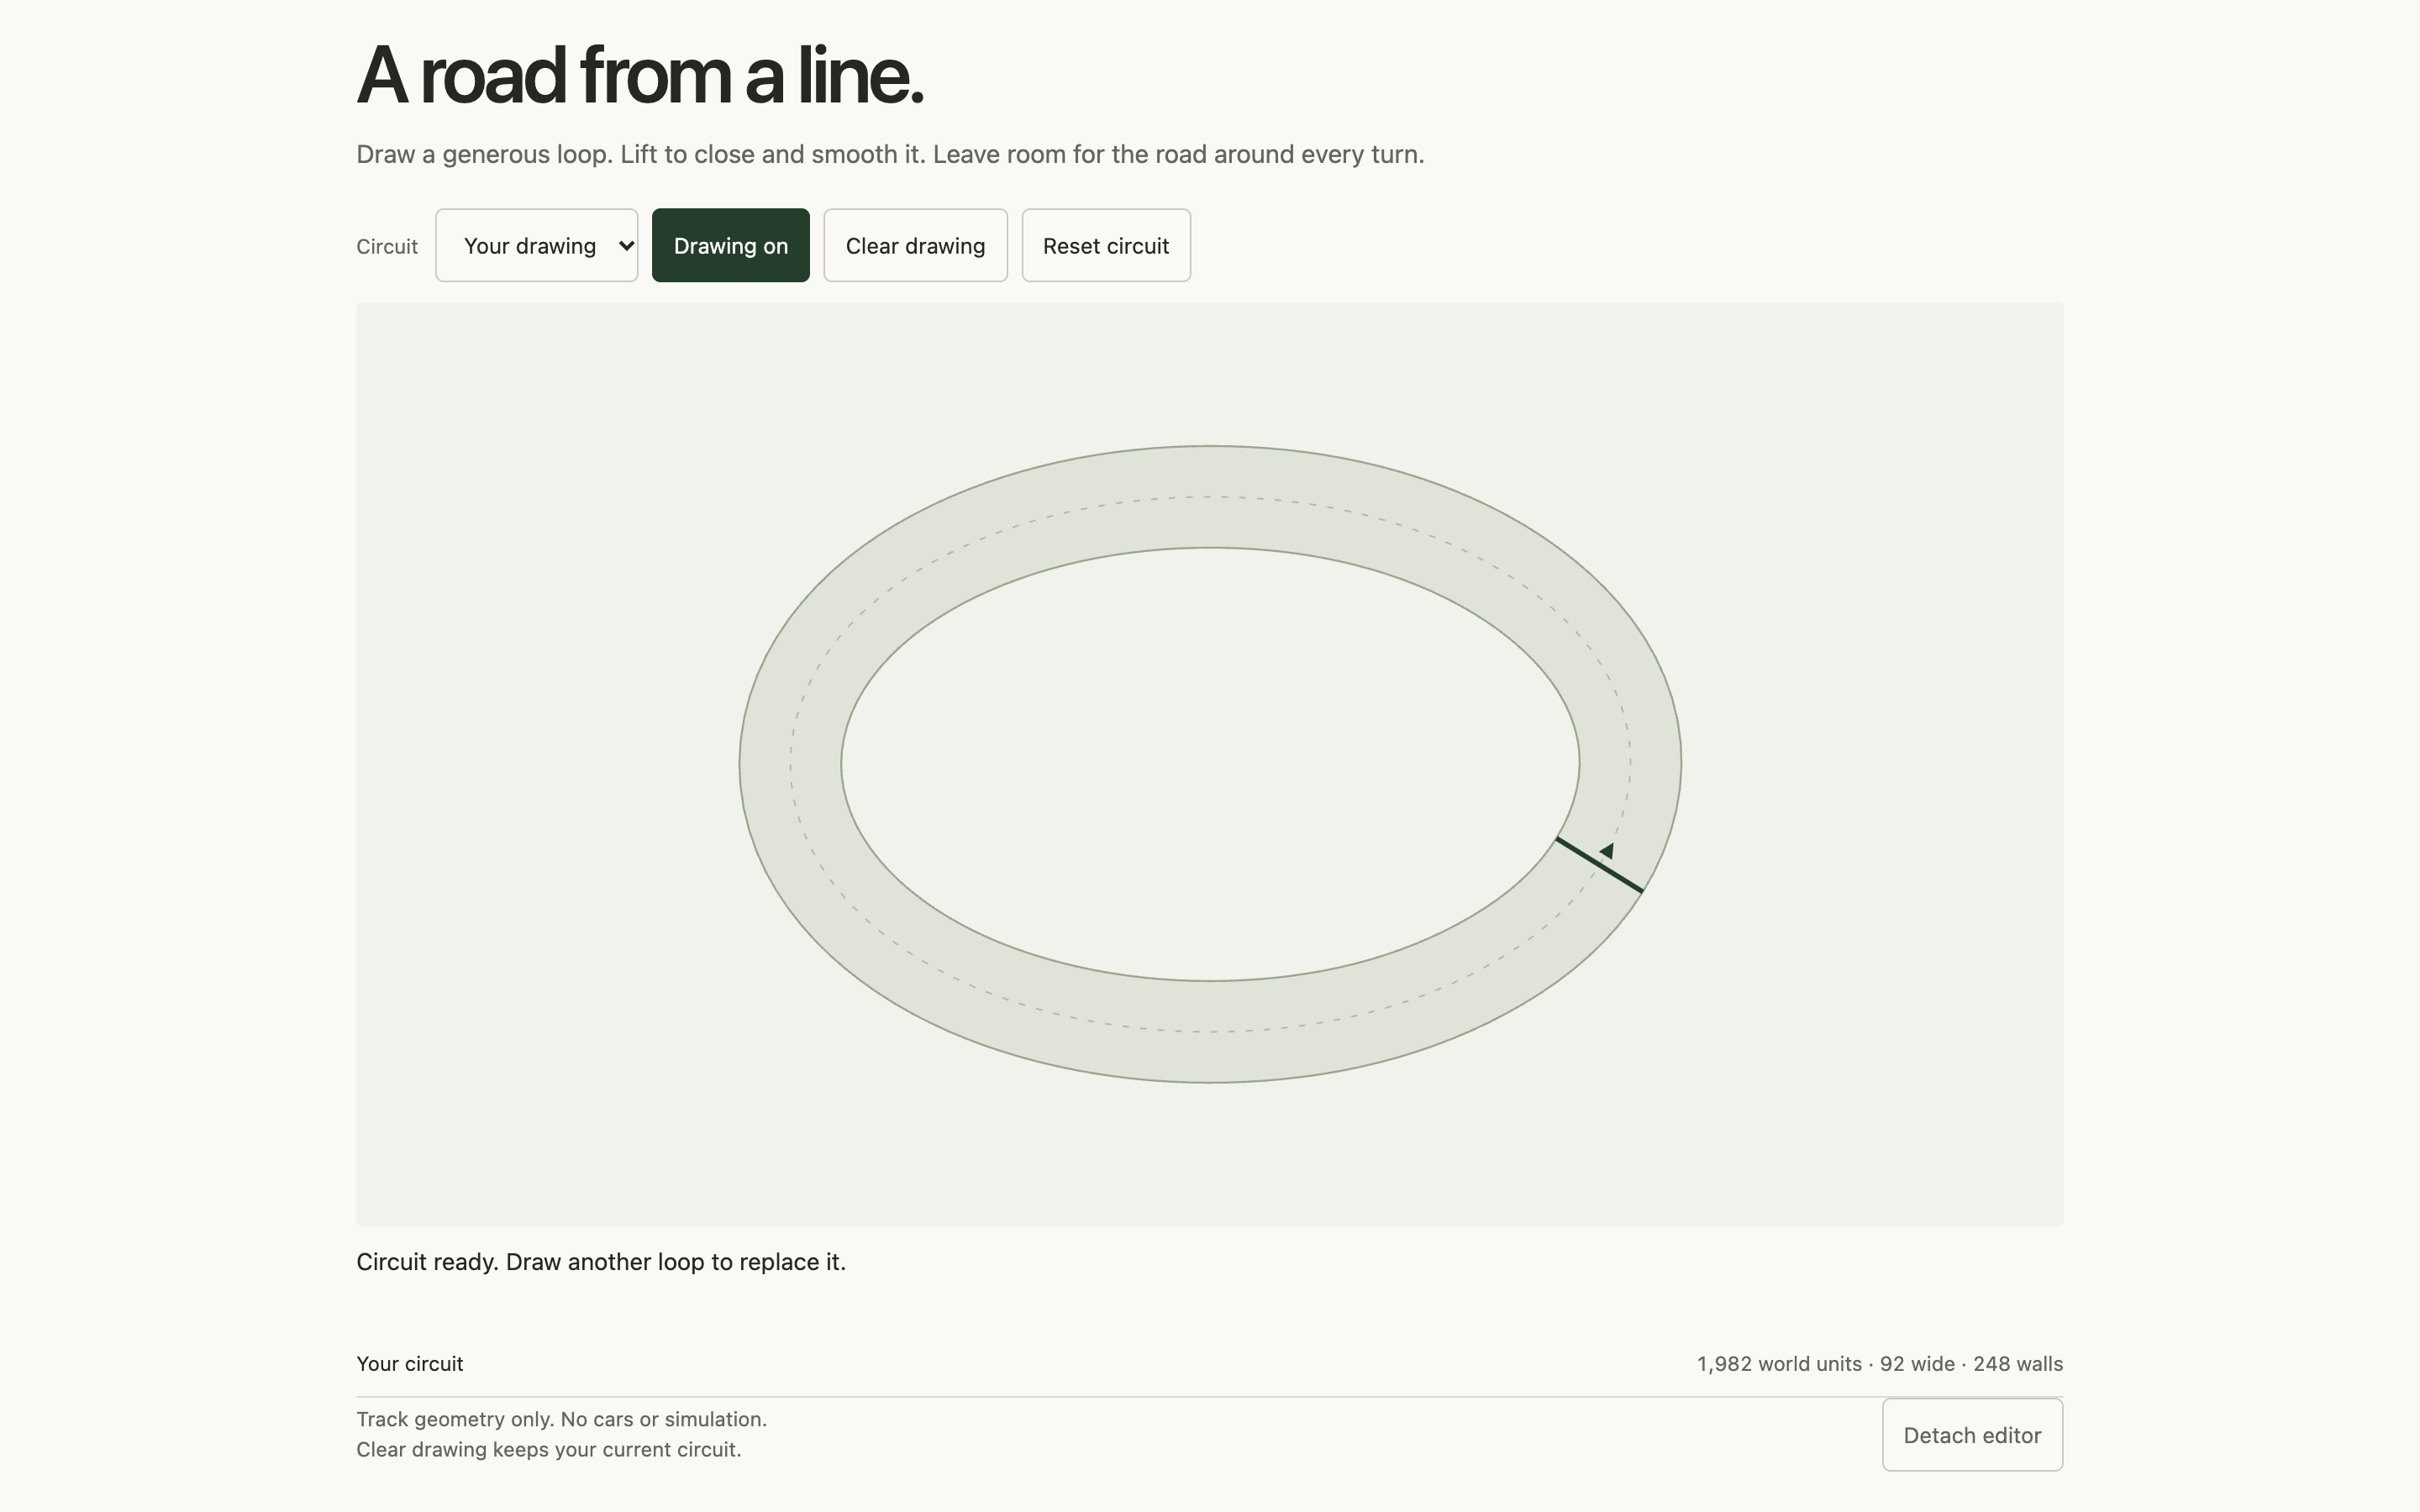 A road from a line.
Draw a generous loop. Lift to close and smooth it. Leave room for the road around every turn.
Circuit Your drawing Drawing on Clear drawing Reset circuit
Circuit ready. Draw another loop to replace it.
Your circuit 1,982 world units · 92 wide · 248 walls
Track geometry only. No cars or simulation.
Clear drawing keeps your current circuit.
Detach editor